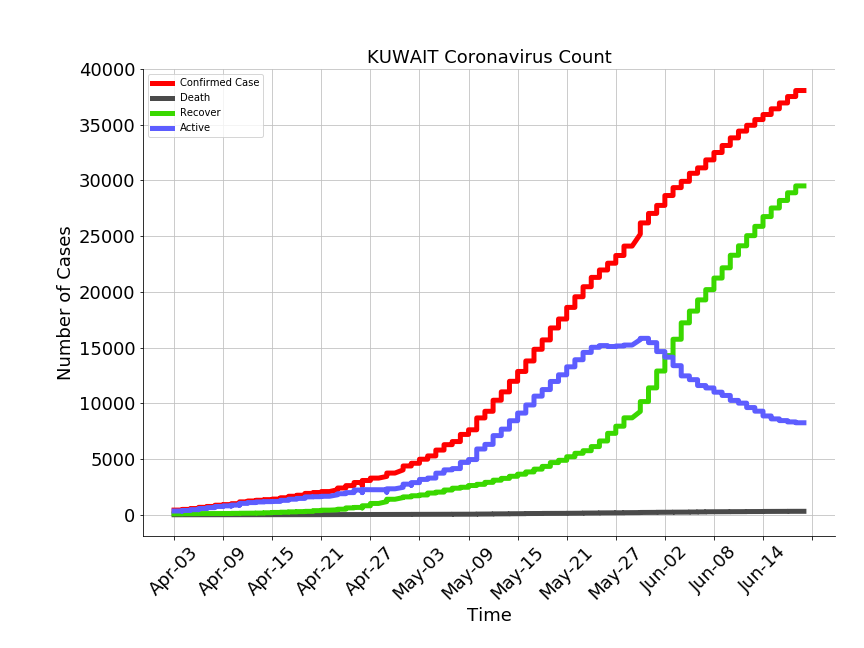 KUWAIT Coronavirus Count
Confirmed Case
Death
Recover
Active
40000
35000
30000
25000
20000
15000
10000
5000
0
Number of Cases
Apr-03
Apr-09
Apr-15
Apr-21
Apr-27
May-03
May-09
May-15
May-21
May-27
Jun-02
Jun-08
Jun-14
Time